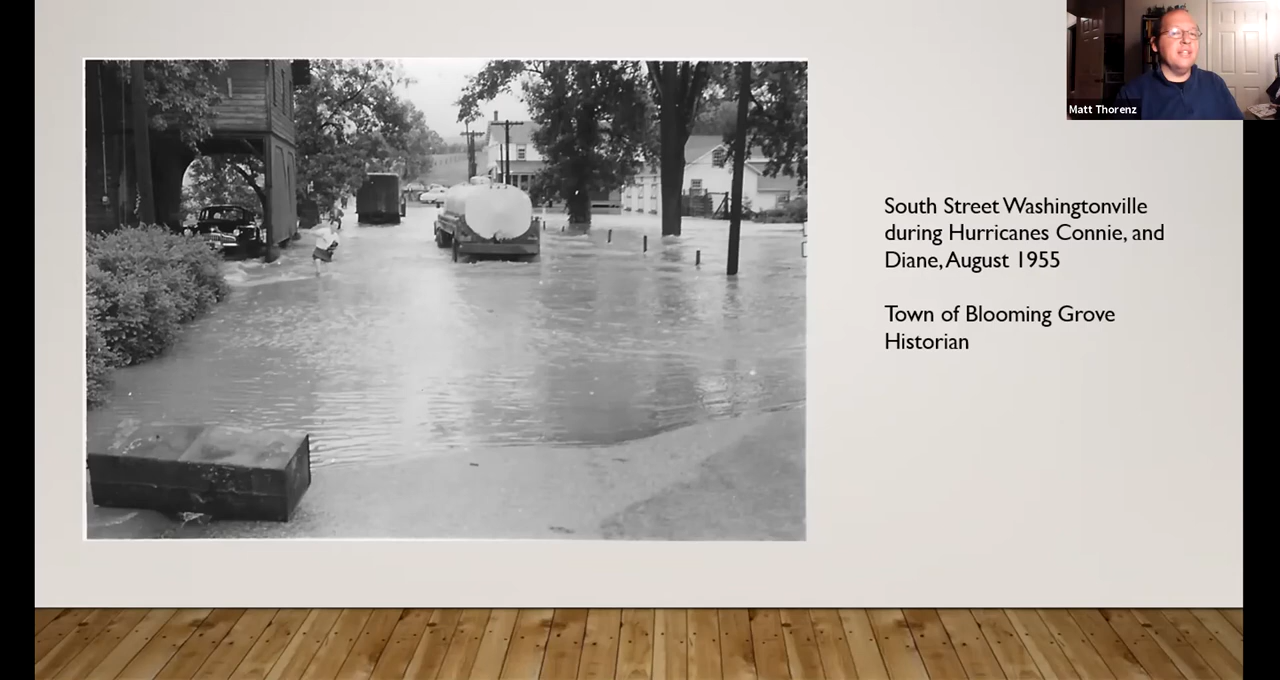 Matt Thorenz
South Street Washingtonville
during Hurricanes Connie, and
Diane, August 1955
Town of Blooming Grove
Historian